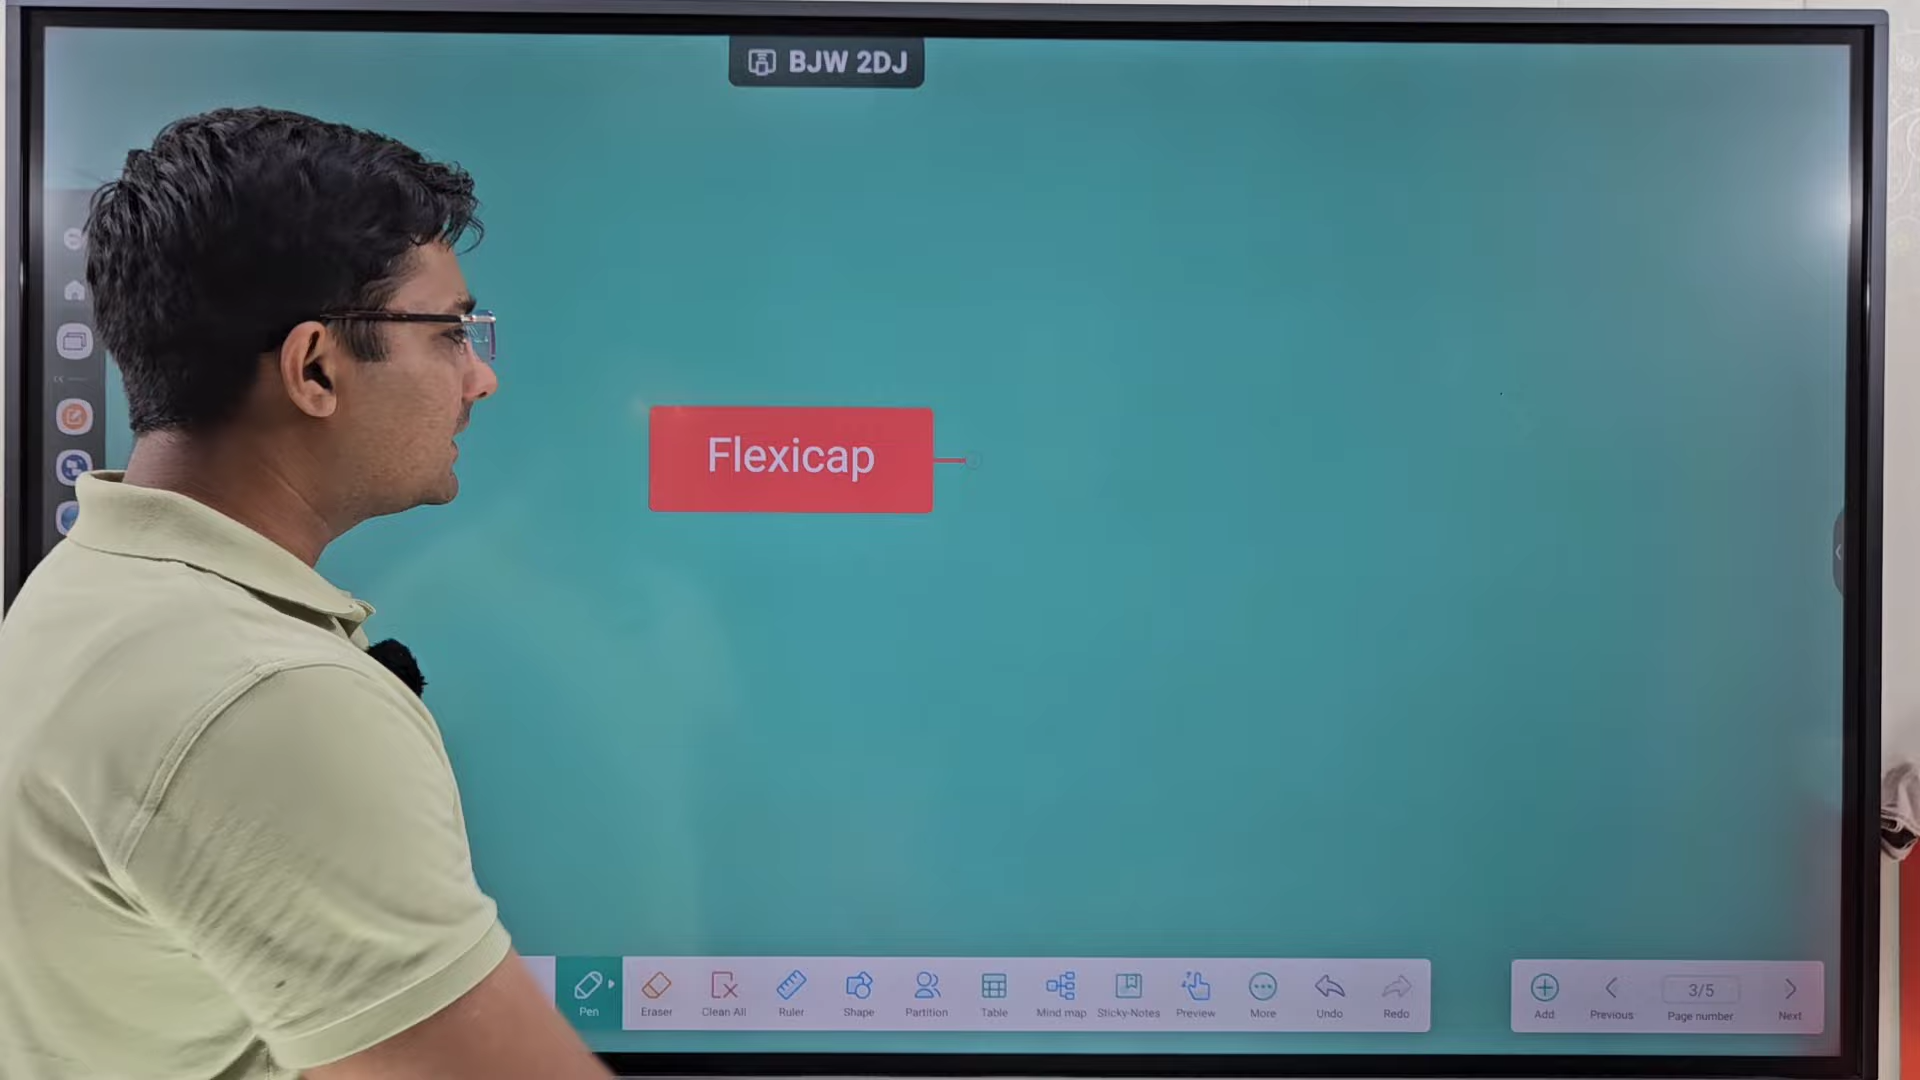 BJW 2DJ
Flexicap
Pen
Eraser
Clean All
Ruler
Shape
Partition
Table
Mind map
Sticky-Notes
Preview
More
Undo
Redo
Add
Previous
3/5
Page number
Next